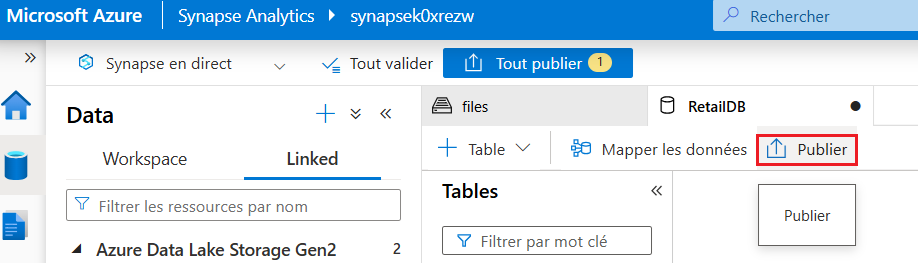 Microsoft Azure Synapse Analytics synapsek0xrezw Rechercher
Synapse en direct Tout valider Tout publier 1
Data
files RetailDB
Table Mapper les données Publier
Workspace Linked
Tables
Publier
Filtrer les ressources par nom
Filtrer par mot clé
Azure Data Lake Storage Gen2 2